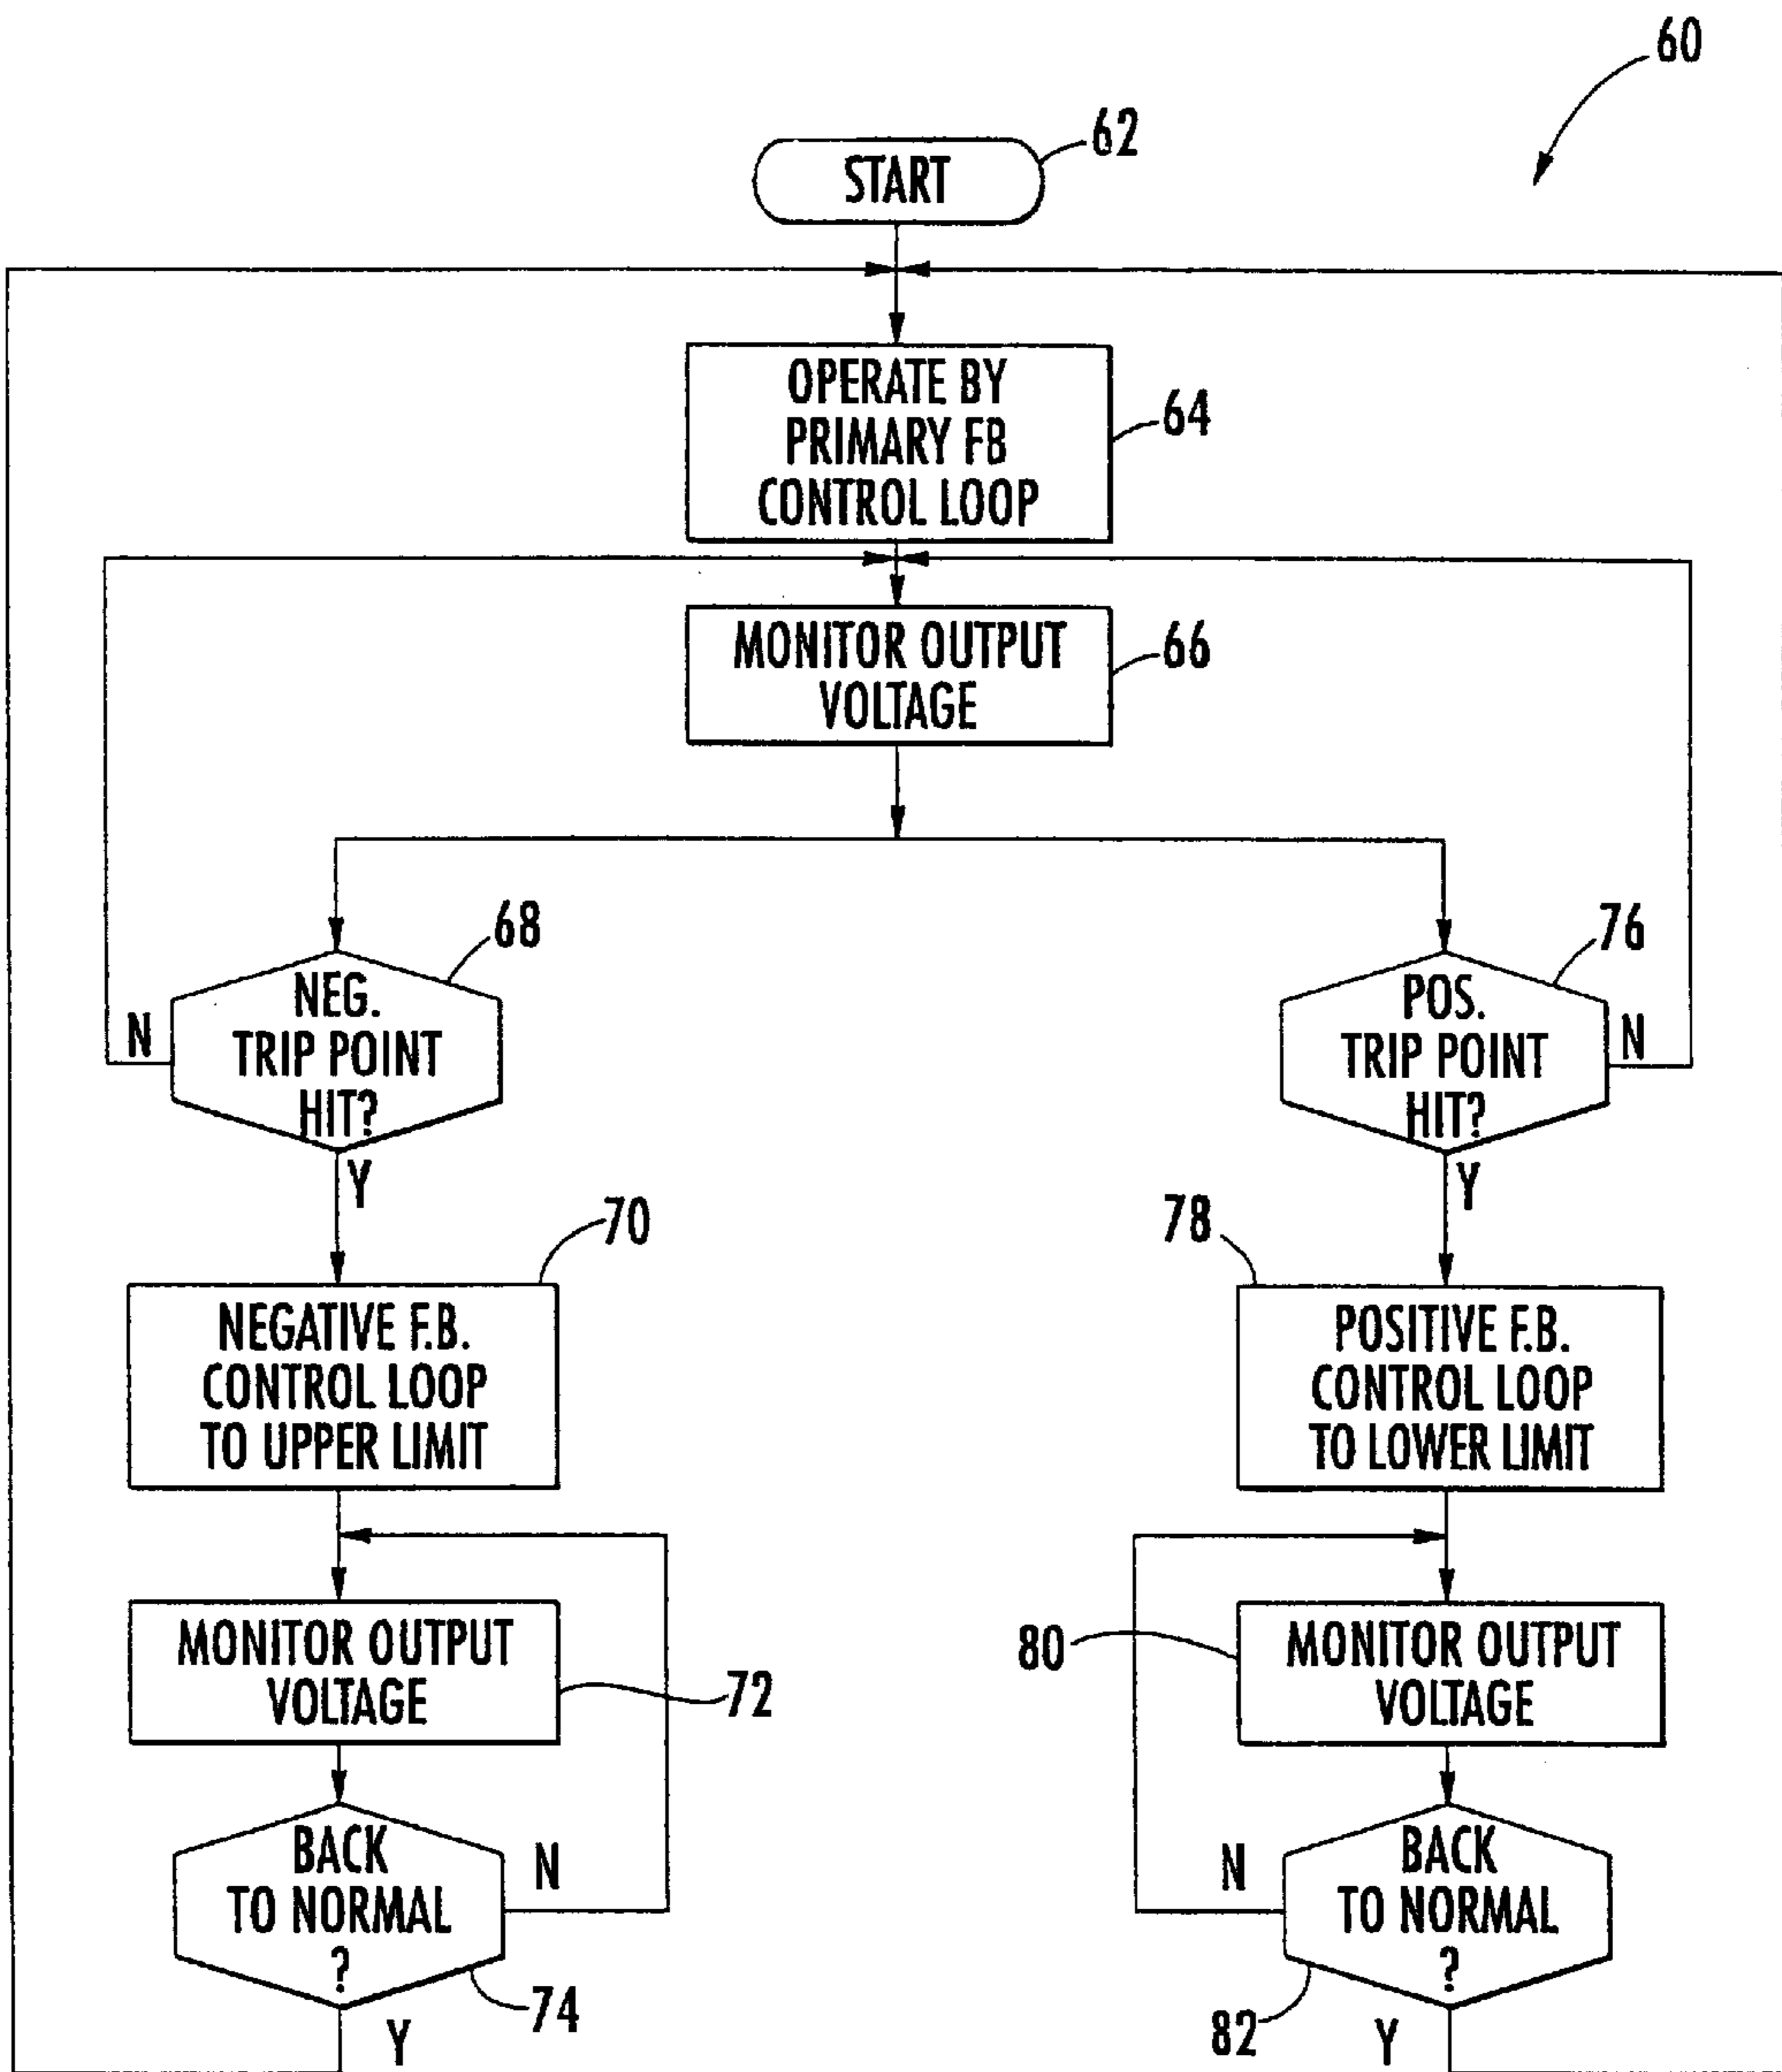 60
START
62
OPERATE BY
PRIMARY FB
CONTROL LOOP
64
MONITOR OUTPUT
VOLTAGE
66
NEG.
TRIP POINT
HIT?
68
N
Y
POS.
TRIP POINT
HIT?
76
N
Y
NEGATIVE F.B.
CONTROL LOOP
TO UPPER LIMIT
70
POSITIVE F.B.
CONTROL LOOP
TO LOWER LIMIT
78
MONITOR OUTPUT
VOLTAGE
72
MONITOR OUTPUT
VOLTAGE
80
BACK
TO NORMAL
?
N
74
Y
BACK
TO NORMAL
?
N
82
Y